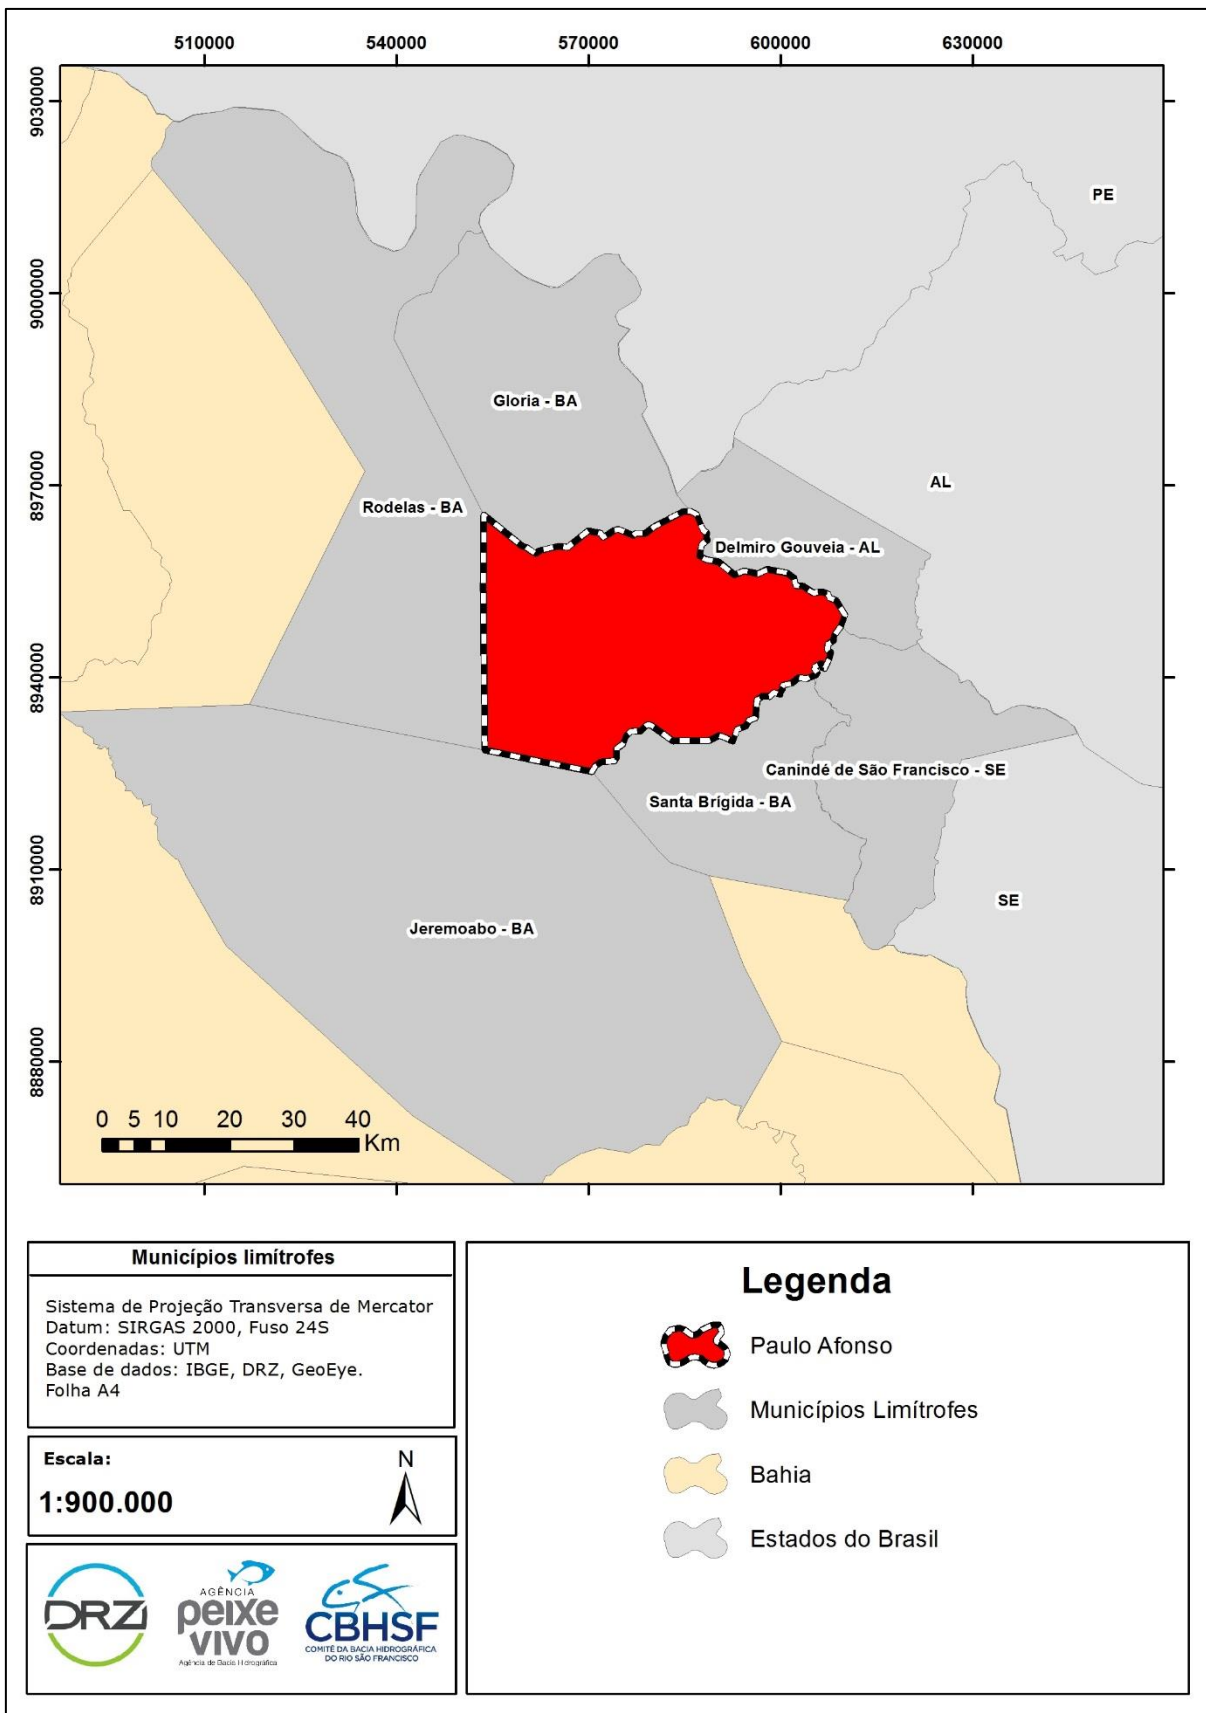 510000 540000 570000 600000 630000
9030000
9000000
8970000
8940000
8910000
8880000
PE
Gloria - BA
AL
Rodelas - BA
Delmiro Gouveia - AL
Canindé de São Francisco - SE
Santa Brígida - BA
SE
Jeremoabo - BA
0 5 10 20 30 40
Km
Municípios limítrofes
Sistema de Projeção Transversa de Mercator
Datum: SIRGAS 2000, Fuso 24S
Coordenadas: UTM
Base de dados: IBGE, DRZ, GeoEye.
Folha A4
Escala:
1:900.000
N
DRZ
AGÊNCIA
peixe
VIVO
Agência de Bacia Hidrográfica
CBHSF
COMITÊ DA BACIA HIDROGRÁFICA
DO RIO SÃO FRANCISCO
Legenda
Paulo Afonso
Municípios Limítrofes
Bahia
Estados do Brasil